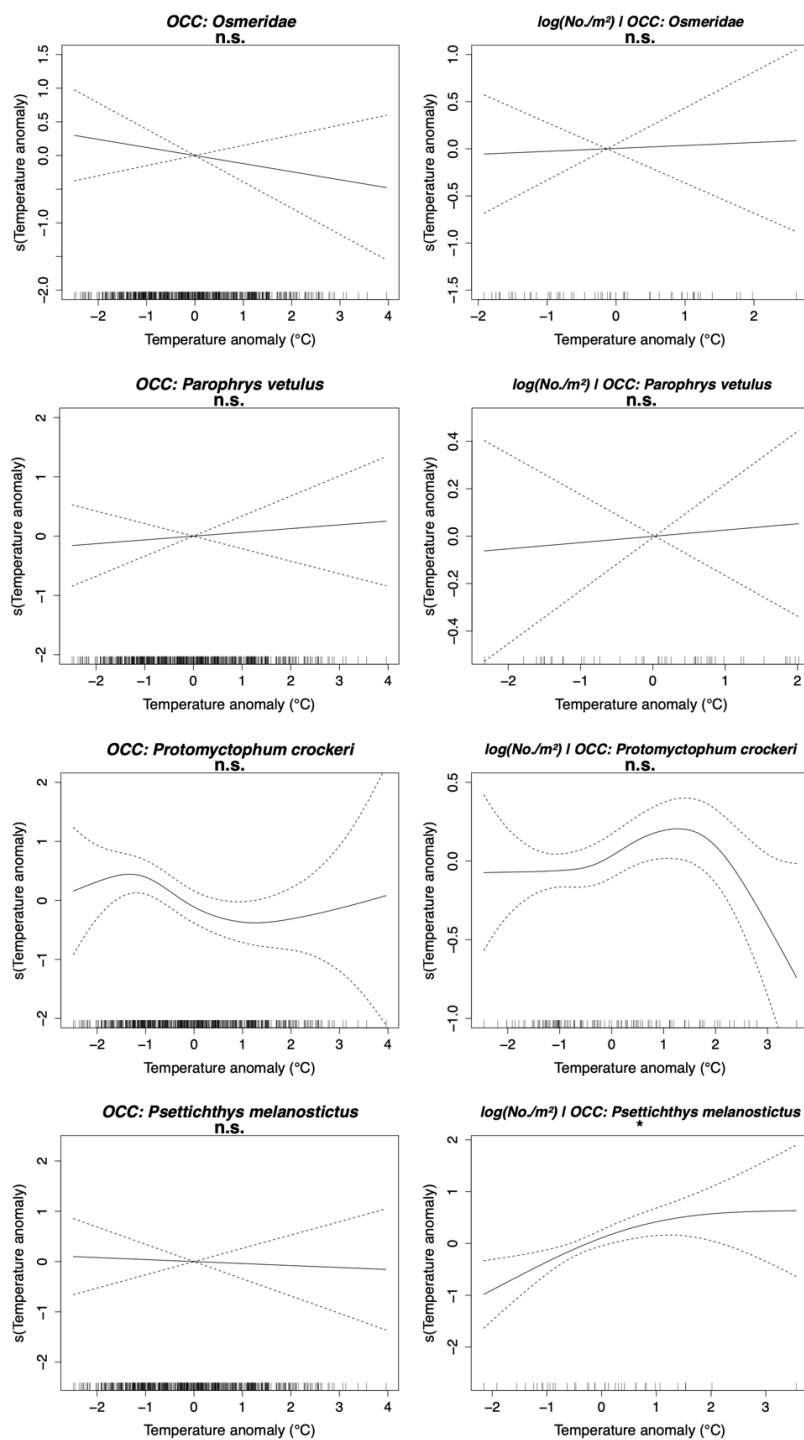 OCC: Osmeridae
n.s.
s(Temperature anomaly)
1.5
1.0
0.5
0.0
−1.0
−2.0
−2 −1 0 1 2 3 4
Temperature anomaly (°C)
log(No./m²) | OCC: Osmeridae
n.s.
s(Temperature anomaly)
1.0
0.5
0.0
−0.5
−1.0
−1.5
−2 −1 0 1 2
Temperature anomaly (°C)
OCC: Parophrys vetulus
n.s.
s(Temperature anomaly)
2
1
0
−1
−2
−2 −1 0 1 2 3 4
Temperature anomaly (°C)
log(No./m²) | OCC: Parophrys vetulus
n.s.
s(Temperature anomaly)
0.4
0.2
0.0
−0.2
−0.4
−2 −1 0 1 2
Temperature anomaly (°C)
OCC: Protomyctophum crockeri
n.s.
s(Temperature anomaly)
2
1
0
−1
−2
−2 −1 0 1 2 3 4
Temperature anomaly (°C)
log(No./m²) | OCC: Protomyctophum crockeri
n.s.
s(Temperature anomaly)
0.5
0.0
−0.5
−1.0
−2 −1 0 1 2 3
Temperature anomaly (°C)
OCC: Psettichthys melanostictus
n.s.
s(Temperature anomaly)
2
1
0
−1
−2
−2 −1 0 1 2 3 4
Temperature anomaly (°C)
log(No./m²) | OCC: Psettichthys melanostictus
*
s(Temperature anomaly)
2
1
0
−1
−2
−2 −1 0 1 2 3
Temperature anomaly (°C)